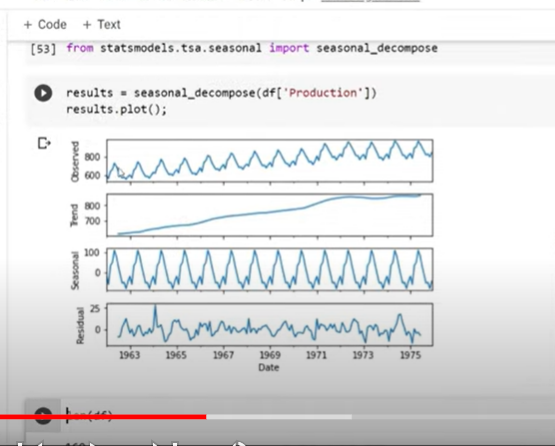 + Code + Text
[53] from statsmodels.tsa.seasonal import seasonal_decompose
results = seasonal_decompose(df['Production'])
results.plot();
Observed
800
600
Trend
800
700
Seasonal
100
0
Residual
25
0
1963 1965 1967 1969 1971 1973 1975
Date